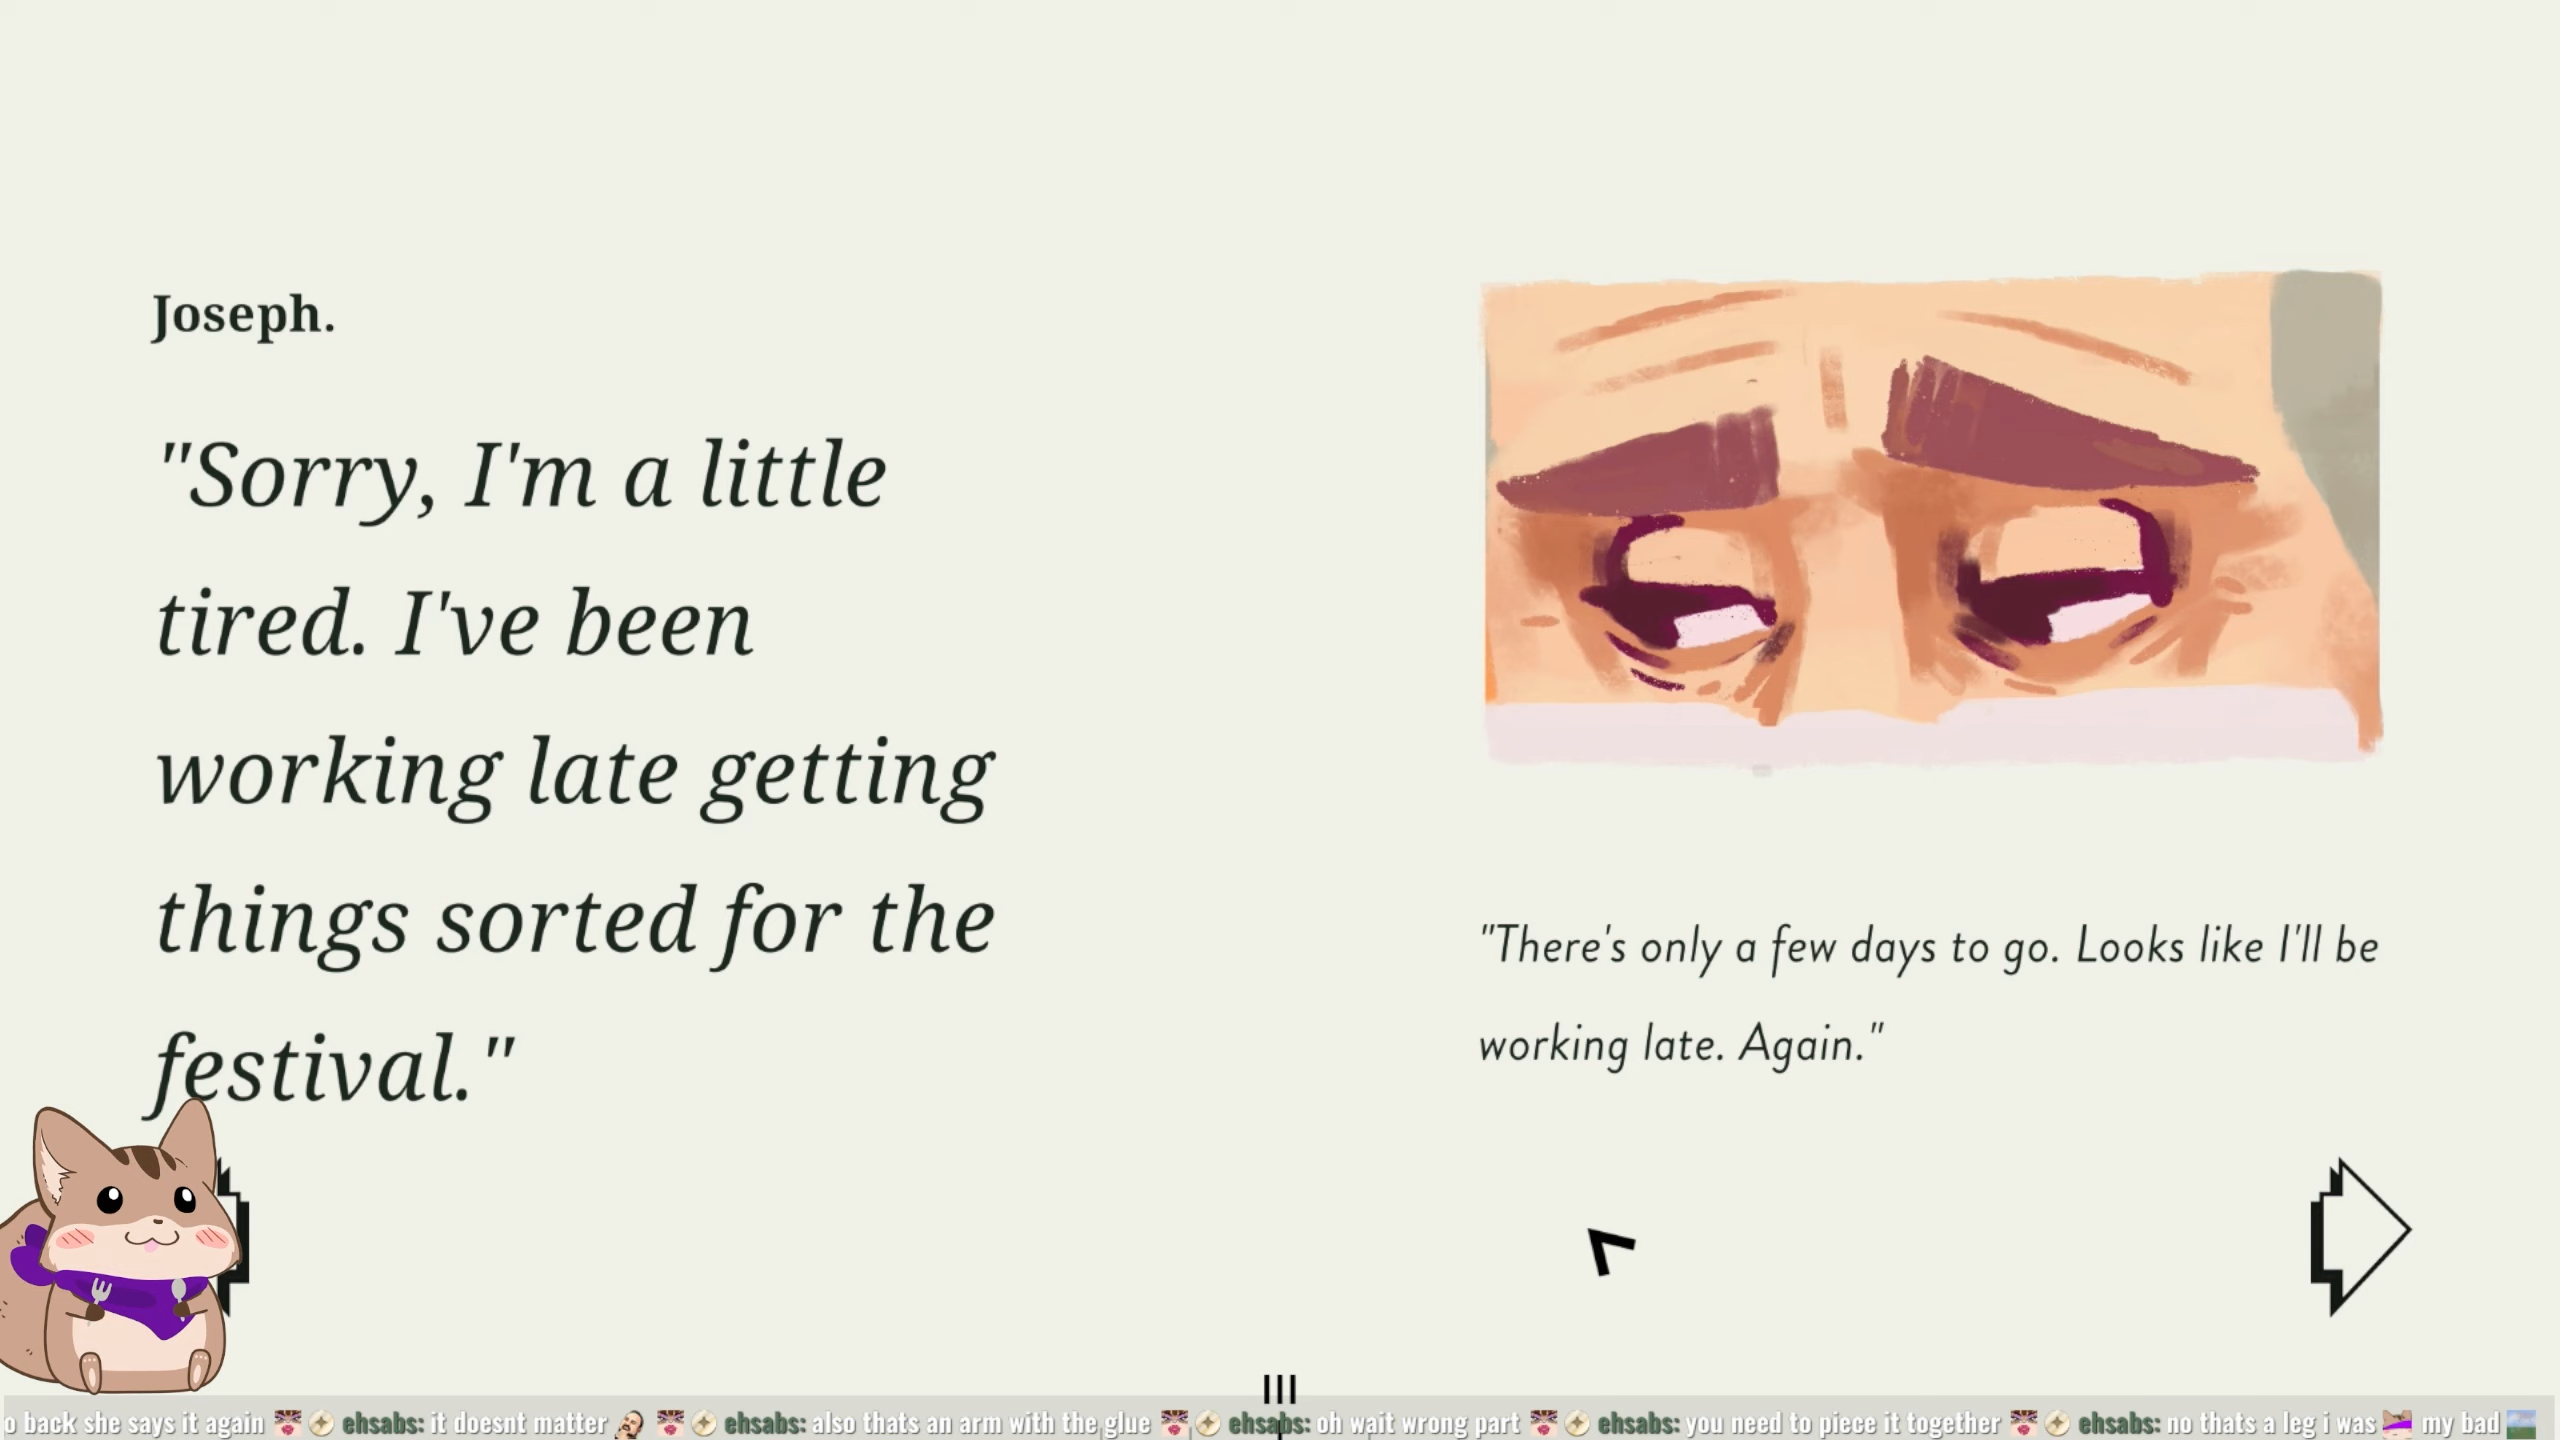 Joseph.
"Sorry, I'm a little
tired. I've been
working late getting
things sorted for the
festival."
"There's only a few days to go. Looks like I'll be
working late. Again."
o back she says it again ehsabs: it doesnt matter ehsabs: also thats an arm with the glue ehsabs: oh wait wrong part ehsabs: you need to piece it together ehsabs: no thats a leg i was my bad